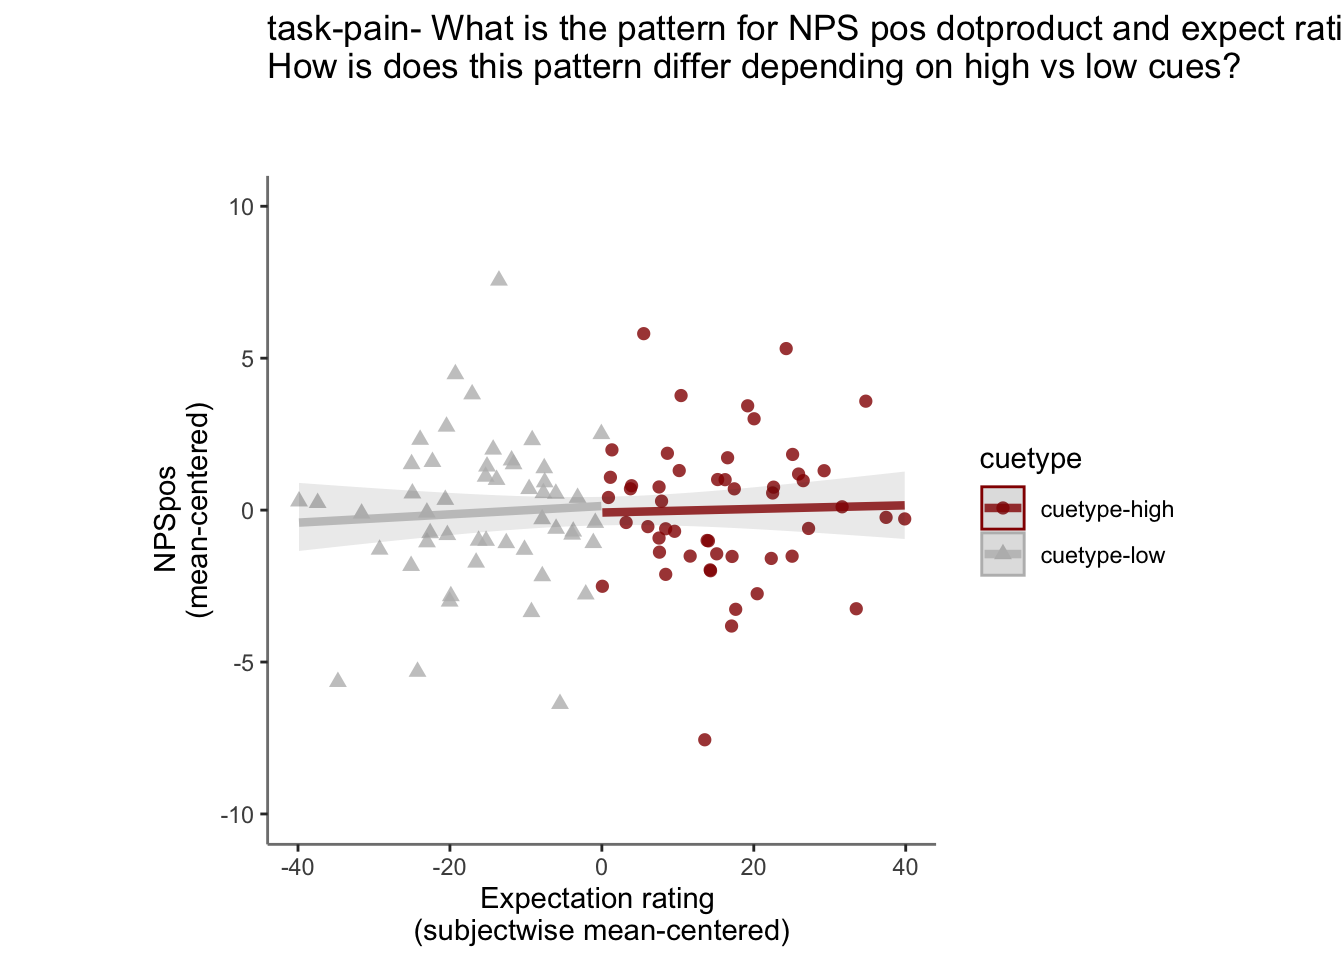 task-pain- What is the pattern for NPS pos dotproduct and expect rati
How is does this pattern differ depending on high vs low cues?
10
5
0
-5
-10
NPSpos
(mean-centered)
-40
-20
0
20
40
Expectation rating
(subjectwise mean-centered)
cuetype
cuetype-high
cuetype-low